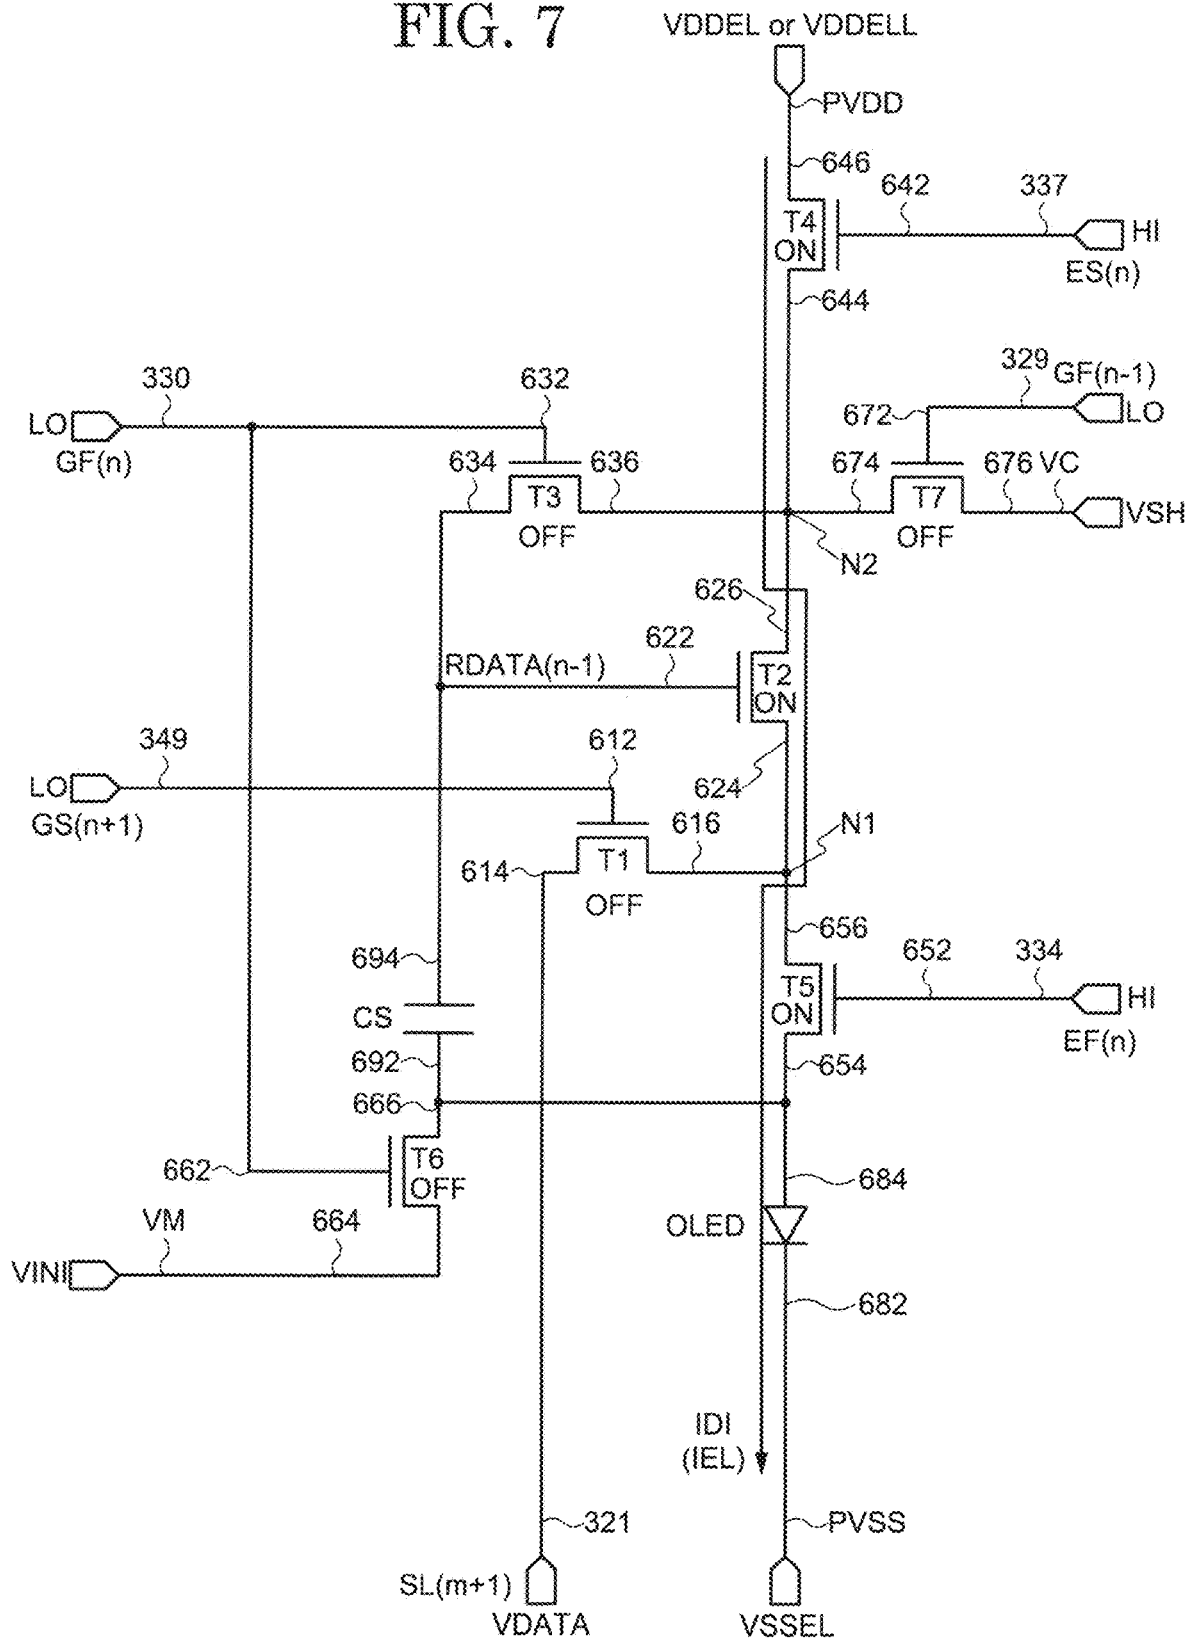 FIG. 7
VDDEL or VDDELL
PVDD
646
642
337
T4
ON
HI
ES(n)
644
330
632
329
GF(n-1)
LO
GF(n)
672
LO
634
636
674
676
VC
T3
OFF
T7
OFF
VSH
N2
626
622
RDATA(n-1)
T2
ON
349
612
624
LO
GS(n+1)
616
N1
614
T1
OFF
656
694
652
334
CS
T5
ON
HI
EF(n)
692
654
666
T6
OFF
662
684
VM
664
OLED
VINI
682
IDI
(IEL)
321
PVSS
SL(m+1)
VDATA
VSSEL